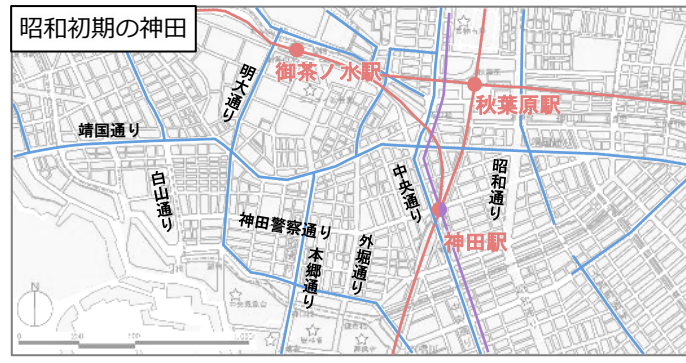 昭和初期の神田
御茶ノ水駅
明大通り
秋葉原駅
靖国通り
白山通り
中央通り
昭和通り
神田警察通り
外堀通り
神田駅
本郷通り
N
0